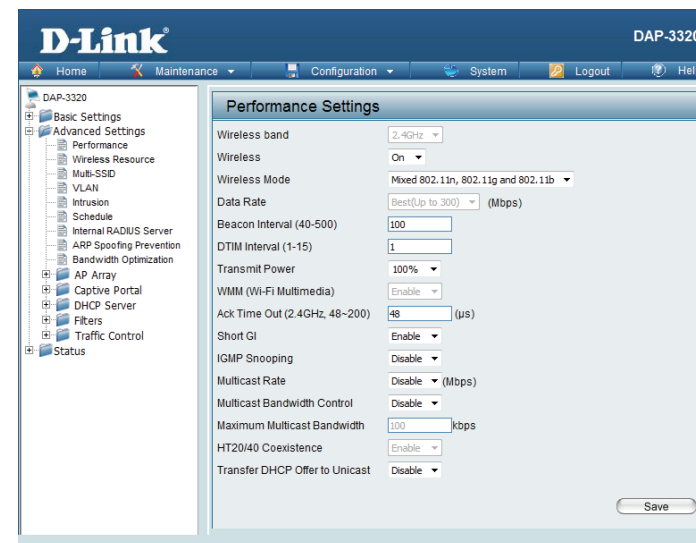 D-Link®
DAP-3320
Home Maintenance Configuration System Logout Hel
DAP-3320
Basic Settings
Advanced Settings
Performance
Wireless Resource
Multi-SSID
VLAN
Intrusion
Schedule
Internal RADIUS Server
ARP Spoofing Prevention
Bandwidth Optimization
AP Array
Captive Portal
DHCP Server
Filters
Traffic Control
Status
Performance Settings
Wireless band 2.4GHz
Wireless On
Wireless Mode Mixed 802.11n, 802.11g and 802.11b
Data Rate Best(Up to 300) (Mbps)
Beacon Interval (40-500) 100
DTIM Interval (1-15) 1
Transmit Power 100%
WMM (Wi-Fi Multimedia) Enable
Ack Time Out (2.4GHz, 48~200) 48 (μs)
Short GI Enable
IGMP Snooping Disable
Multicast Rate Disable (Mbps)
Multicast Bandwidth Control Disable
Maximum Multicast Bandwidth 100 kbps
HT20/40 Coexistence Enable
Transfer DHCP Offer to Unicast Disable
Save